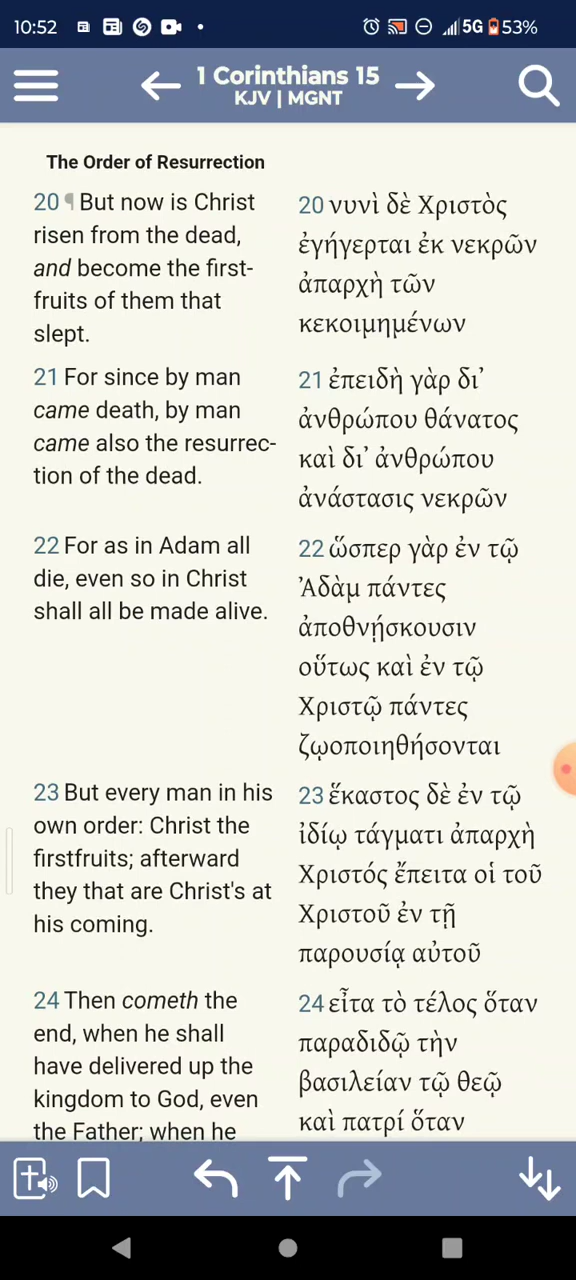 10:52
5G 53%
1 Corinthians 15
KJV | MGNT
The Order of Resurrection
20 ¶ But now is Christ
risen from the dead,
and become the first-
fruits of them that
slept.
21 For since by man
came death, by man
came also the resurrec-
tion of the dead.
22 For as in Adam all
die, even so in Christ
shall all be made alive.
23 But every man in his
own order: Christ the
firstfruits; afterward
they that are Christ's at
his coming.
24 Then cometh the
end, when he shall
have delivered up the
kingdom to God, even
the Father; when he
20 νυνὶ δὲ Χριστὸς
ἐγήγερται ἐκ νεκρῶν
ἀπαρχὴ τῶν
κεκοιμημένων
21 ἐπειδὴ γὰρ δι’
ἀνθρώπου θάνατος
καὶ δι’ ἀνθρώπου
ἀνάστασις νεκρῶν
22 ὥσπερ γὰρ ἐν τῷ
Ἀδὰμ πάντες
ἀποθνῄσκουσιν
οὕτως καὶ ἐν τῷ
Χριστῷ πάντες
ζῳοποιηθήσονται
23 ἕκαστος δὲ ἐν τῷ
ἰδίῳ τάγματι ἀπαρχὴ
Χριστός ἔπειτα οἱ τοῦ
Χριστοῦ ἐν τῇ
παρουσίᾳ αὐτοῦ
24 εἶτα τὸ τέλος ὅταν
παραδιδῷ τὴν
βασιλείαν τῷ θεῷ
καὶ πατρί ὅταν